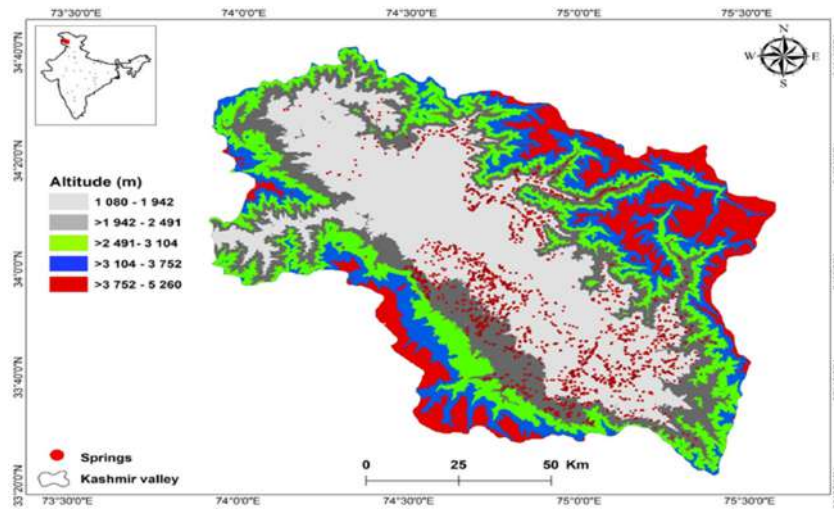 73°30'0"E 74°0'0"E 74°30'0"E 75°0'0"E 75°30'0"E
34°40'0"N
34°20'0"N
34°0'0"N
33°40'0"N
33°20'0"N
N
W E
S
Altitude (m)
1 080 - 1 942
>1 942 - 2 491
>2 491- 3 104
>3 104 - 3 752
>3 752 - 5 260
Springs
Kashmir valley
0 25 50 Km
73°30'0"E 74°0'0"E 74°30'0"E 75°0'0"E 75°30'0"E